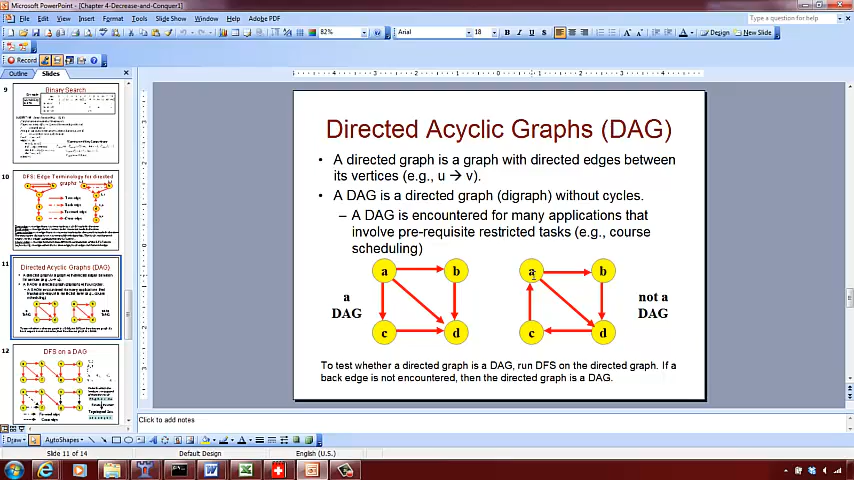 Microsoft PowerPoint - [Chapter 4-Decrease-and-Conquer1]
File Edit View Insert Format Tools Slide Show Window Help Adobe PDF
Type a question for help
82%
Arial
18
B I U S
Design
New Slide
Record
Outline
Slides
9
Binary Search
10
DFS: Edge Terminology for directed
graphs
11
Directed Acyclic Graphs (DAG)
12
DFS on a DAG
Directed Acyclic Graphs (DAG)
• A directed graph is a graph with directed edges between
its vertices (e.g., u → v).
• A DAG is a directed graph (digraph) without cycles.
– A DAG is encountered for many applications that
involve pre-requisite restricted tasks (e.g., course
scheduling)
a b a b
a
DAG
not a
DAG
c d c d
To test whether a directed graph is a DAG, run DFS on the directed graph. If a
back edge is not encountered, then the directed graph is a DAG.
Click to add notes
Draw
AutoShapes
Slide 11 of 14
Default Design
English (U.S.)